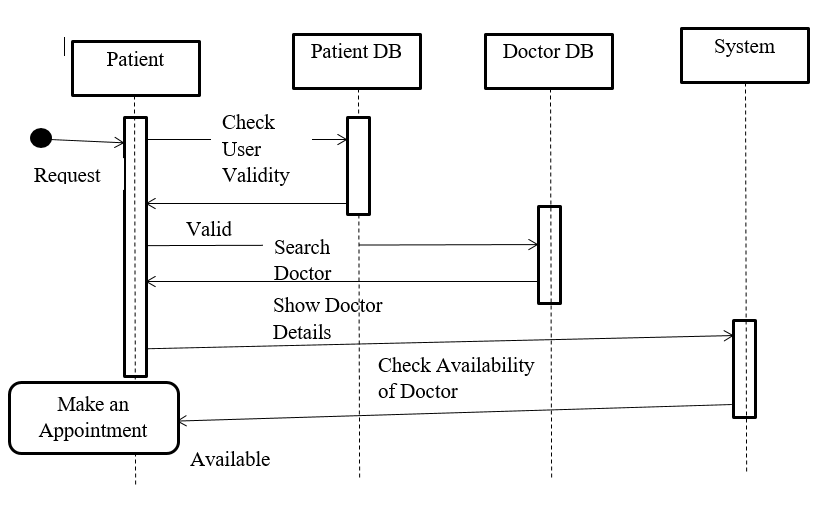 Patient
Patient DB
Doctor DB
System
Request
Check
User
Validity
Valid
Search
Doctor
Show Doctor
Details
Check Availability
of Doctor
Make an
Appointment
Available